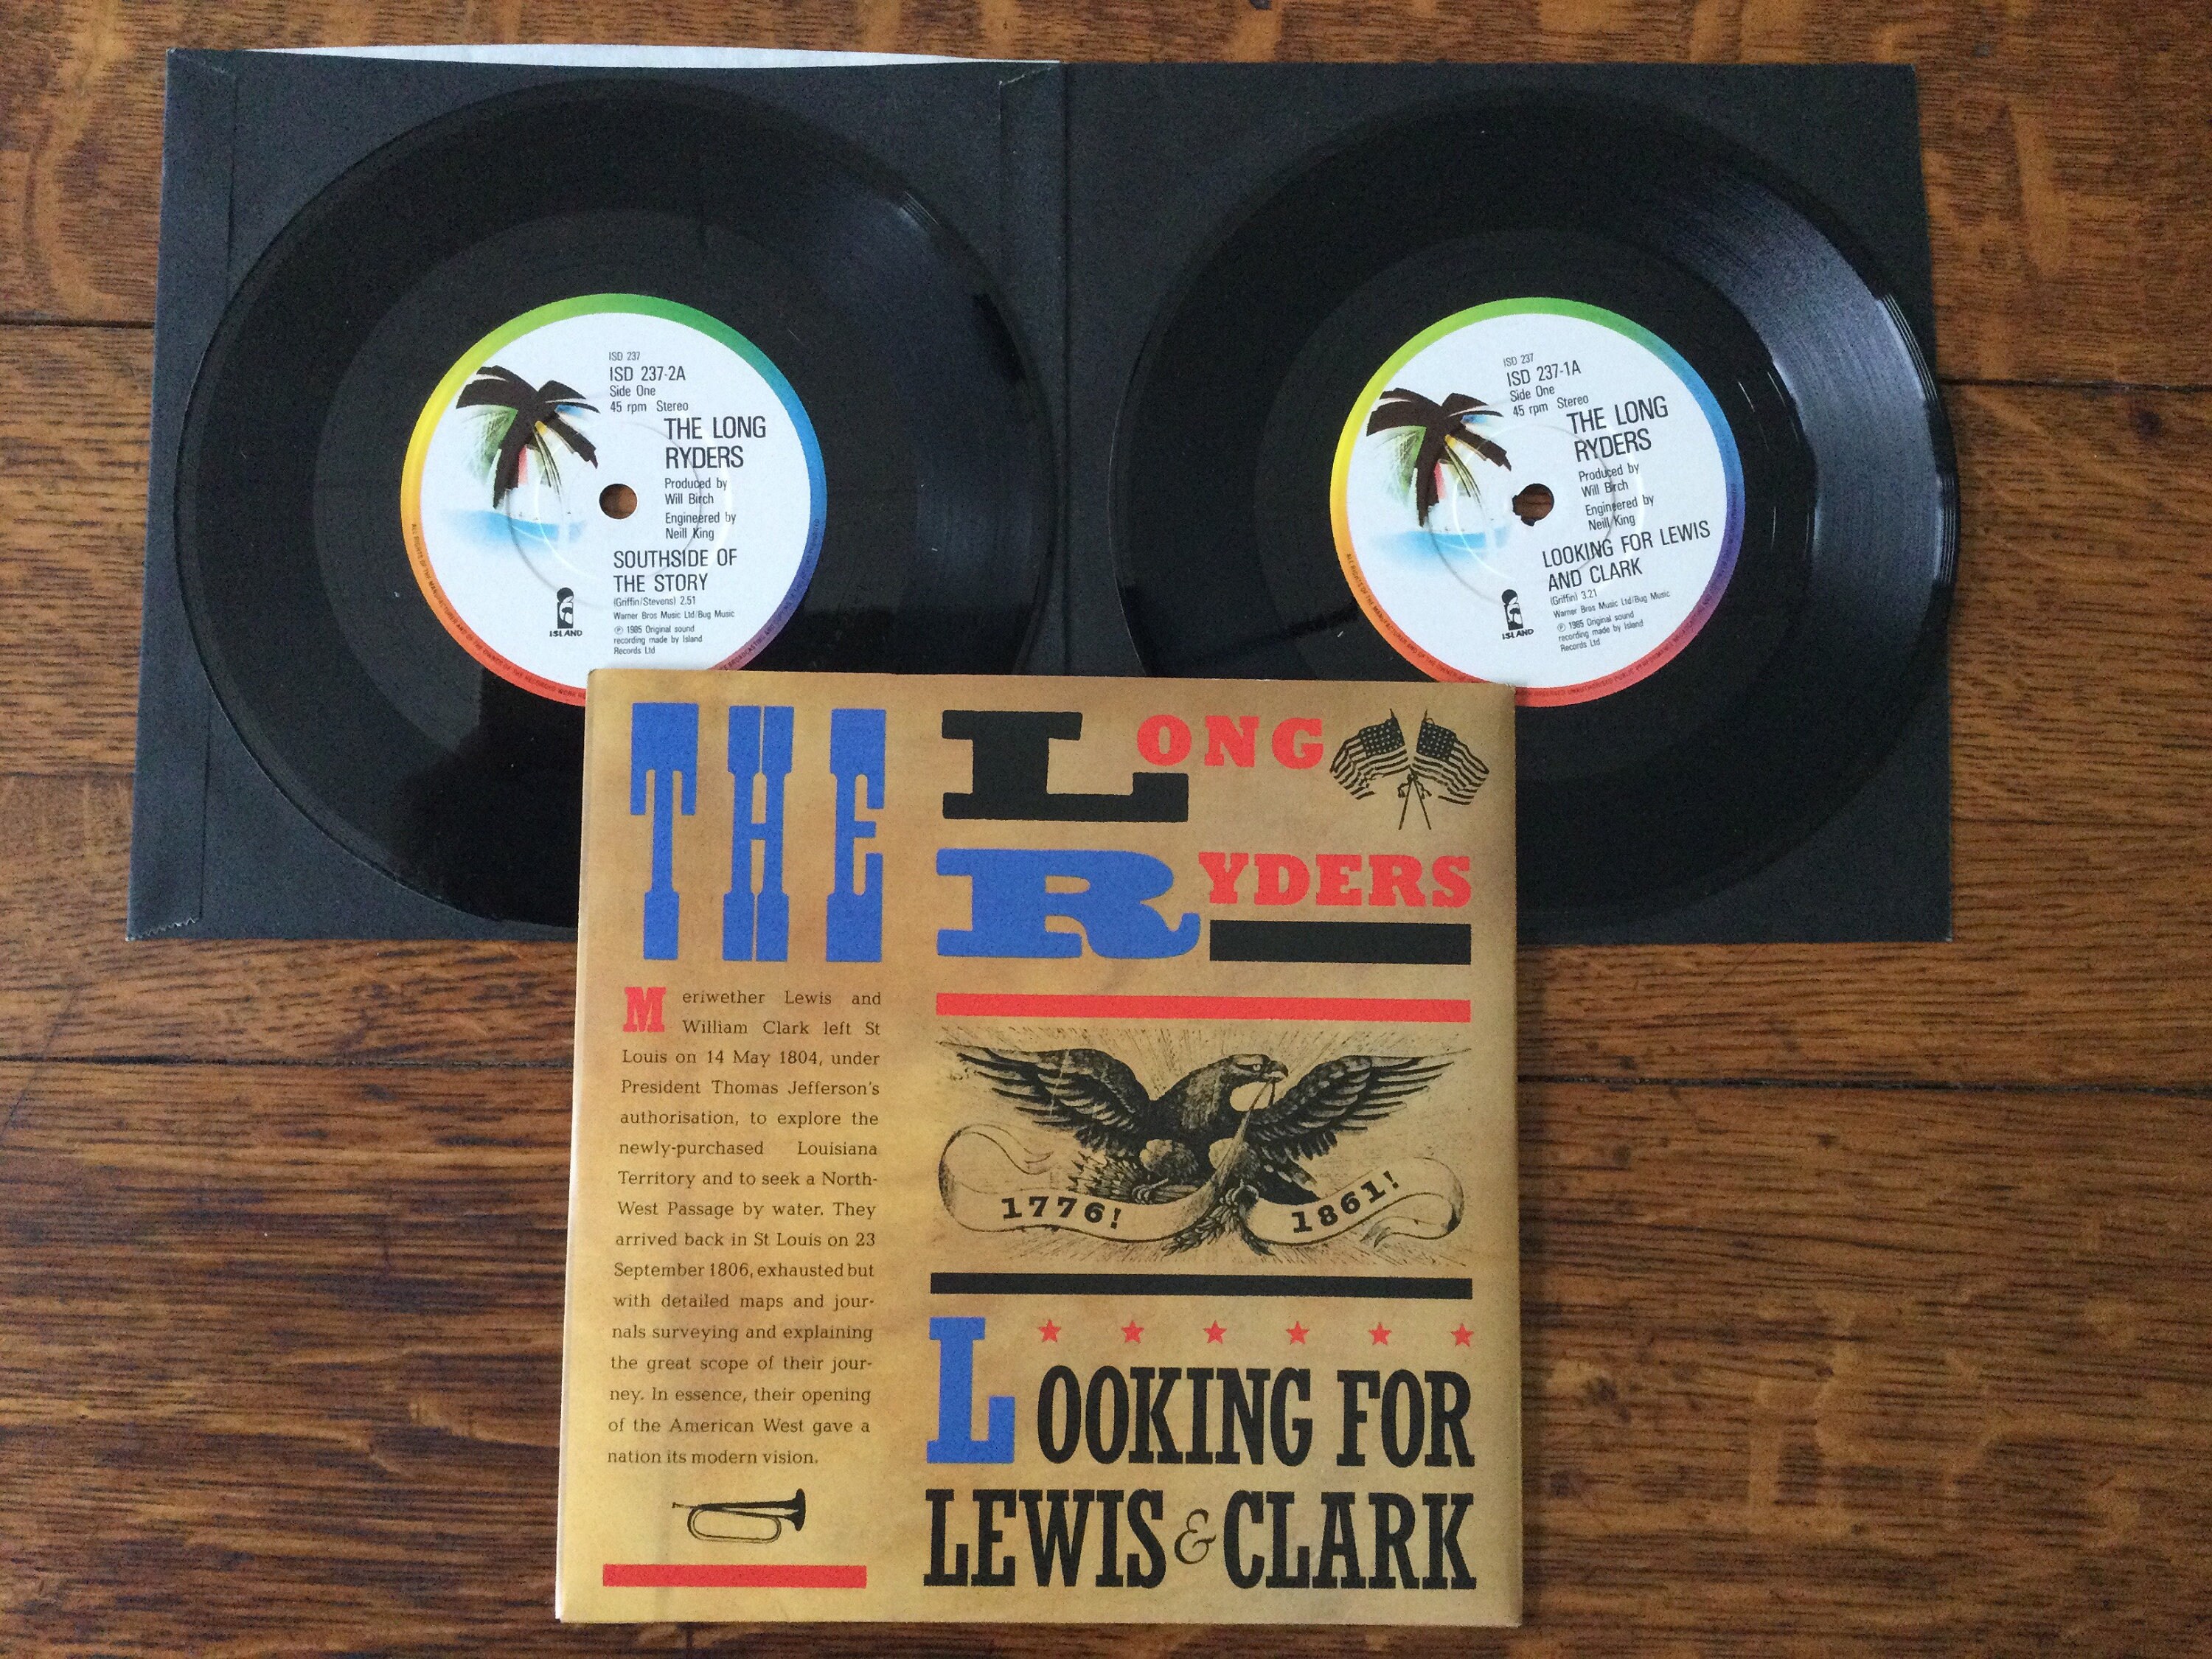 ISD 237
ISD 237-2A
Side One
45 rpm Stereo
THE LONG
RYDERS
Produced by
Will Birch
Engineered by
Neill King
SOUTHSIDE OF
THE STORY
(Griffin/Stevens) 2.51
Warner Bros Music Ltd/Bug Music
℗ 1985 Original sound
recording made by Island
Records Ltd
ISLAND
ISD 237
ISD 237-1A
Side One
45 rpm Stereo
THE LONG
RYDERS
Produced by
Will Birch
Engineered by
Neill King
LOOKING FOR LEWIS
AND CLARK
(Griffin) 3.21
Warner Bros Music Ltd/Bug Music
℗ 1985 Original sound
recording made by Island
Records Ltd
ISLAND
THE LONG
RYDERS
Meriwether Lewis and
William Clark left St
Louis on 14 May 1804, under
President Thomas Jefferson's
authorisation, to explore the
newly-purchased Louisiana
Territory and to seek a North-
West Passage by water. They
arrived back in St Louis on 23
September 1806, exhausted but
with detailed maps and jour-
nals surveying and explaining
the great scope of their jour-
ney. In essence, their opening
of the American West gave a
nation its modern vision.
1776! 1861!
LOOKING FOR
LEWIS & CLARK